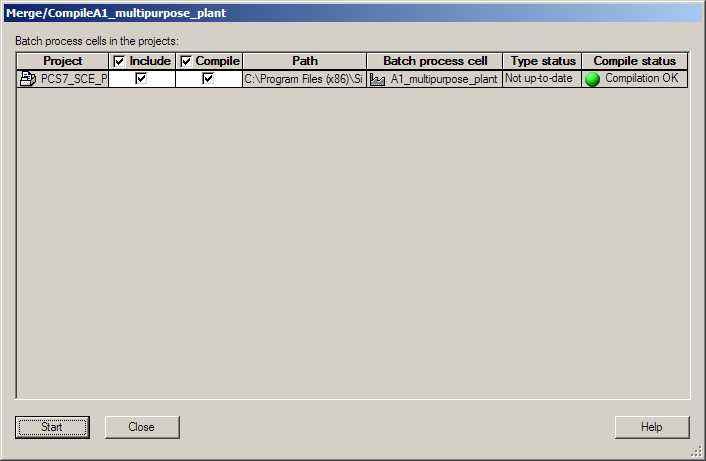 Merge/CompileA1_multipurpose_plant
Batch process cells in the projects:
Project Include Compile Path Batch process cell Type status Compile status
PCS7_SCE_P C:\Program Files (x86)\Si A1_multipurpose_plant Not up-to-date Compilation OK
Start Close Help